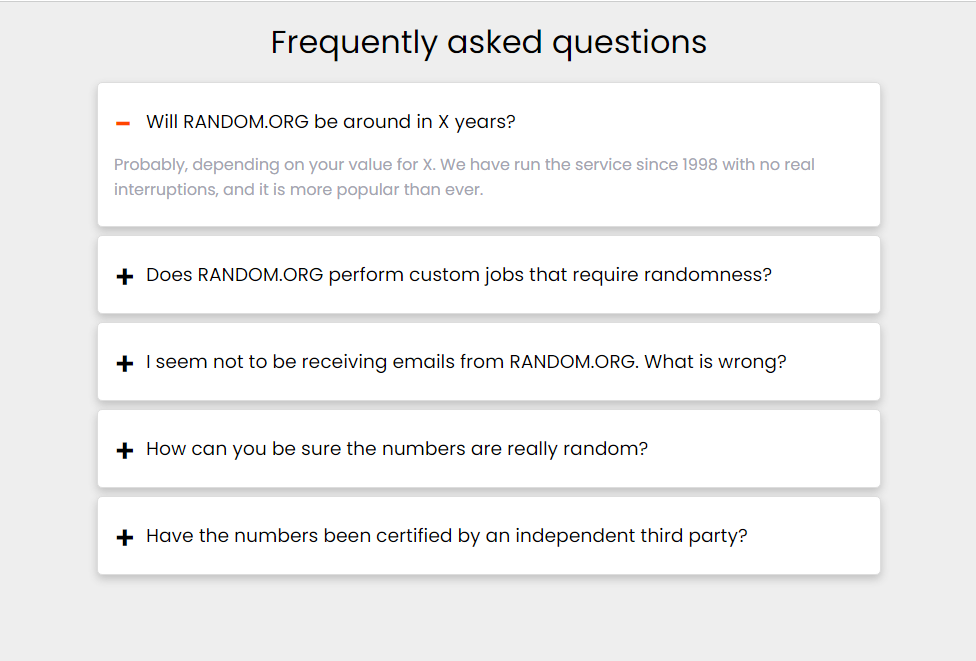 Frequently asked questions
Will RANDOM.ORG be around in X years?
Probably, depending on your value for X. We have run the service since 1998 with no real
interruptions, and it is more popular than ever.
Does RANDOM.ORG perform custom jobs that require randomness?
I seem not to be receiving emails from RANDOM.ORG. What is wrong?
How can you be sure the numbers are really random?
Have the numbers been certified by an independent third party?